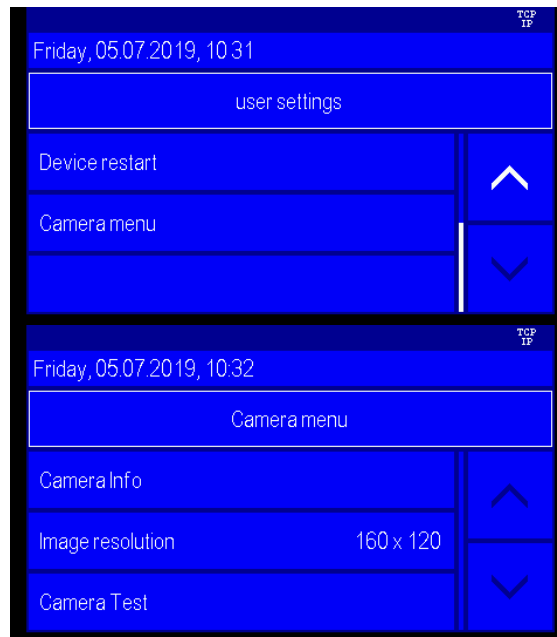 TCP
IP
Friday, 05.07.2019, 10:31
user settings
Device restart
Camera menu
TCP
IP
Friday, 05.07.2019, 10:32
Camera menu
Camera Info
Image resolution 160 x 120
Camera Test